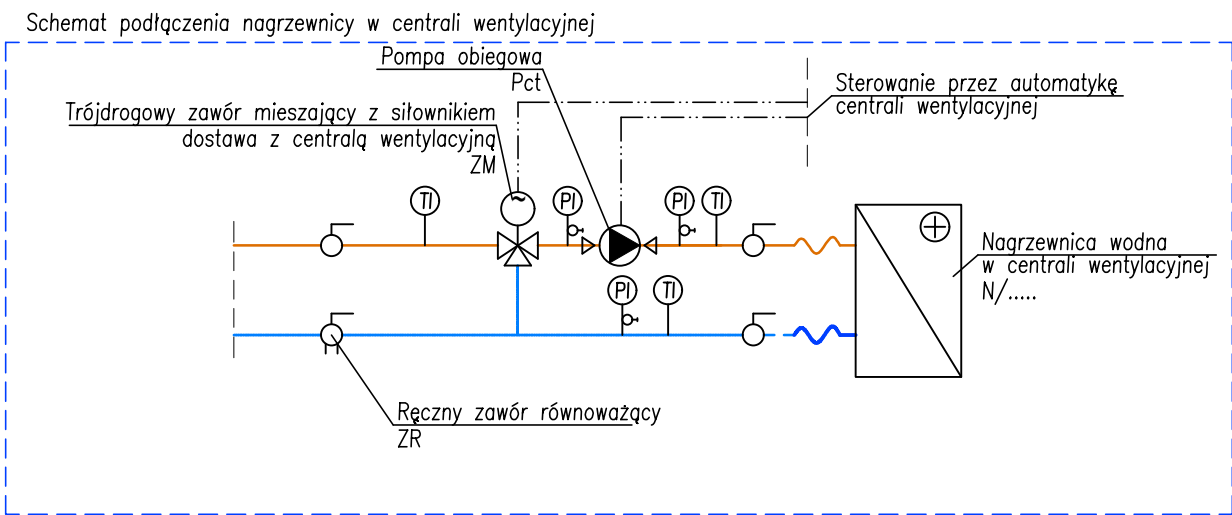 Schemat podłączenia nagrzewnicy w centrali wentylacyjnej
Pompa obiegowa
Pct
Sterowanie przez automatykę
centrali wentylacyjnej
Trójdrogowy zawór mieszający z siłownikiem
dostawa z centralą wentylacyjną
ZM
~
TI
PI
PI
TI
Nagrzewnica wodna
w centrali wentylacyjnej
N/.....
PI
TI
Ręczny zawór równoważący
ZR